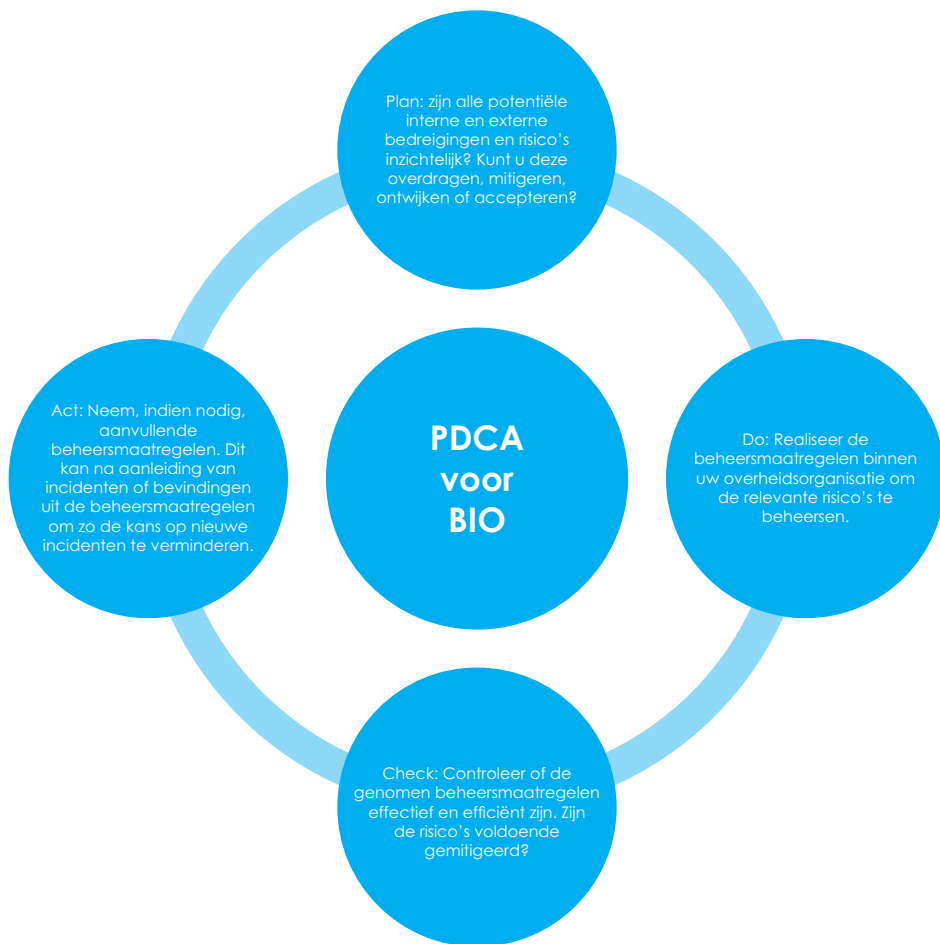 Plan: zijn alle potentiële
interne en externe
bedreigingen en risico’s
inzichtelijk? Kunt u deze
overdragen, mitigeren,
ontwijken of accepteren?
Do: Realiseer de
beheersmaatregelen binnen
uw overheidsorganisatie om
de relevante risico’s te
beheersen.
Check: Controleer of de
genomen beheersmaatregelen
effectief en efficiënt zijn. Zijn
de risico’s voldoende
gemitigeerd?
Act: Neem, indien nodig,
aanvullende
beheersmaatregelen. Dit
kan na aanleiding van
incidenten of bevindingen
uit de beheersmaatregelen
om zo de kans op nieuwe
incidenten te verminderen.
PDCA
voor
BIO